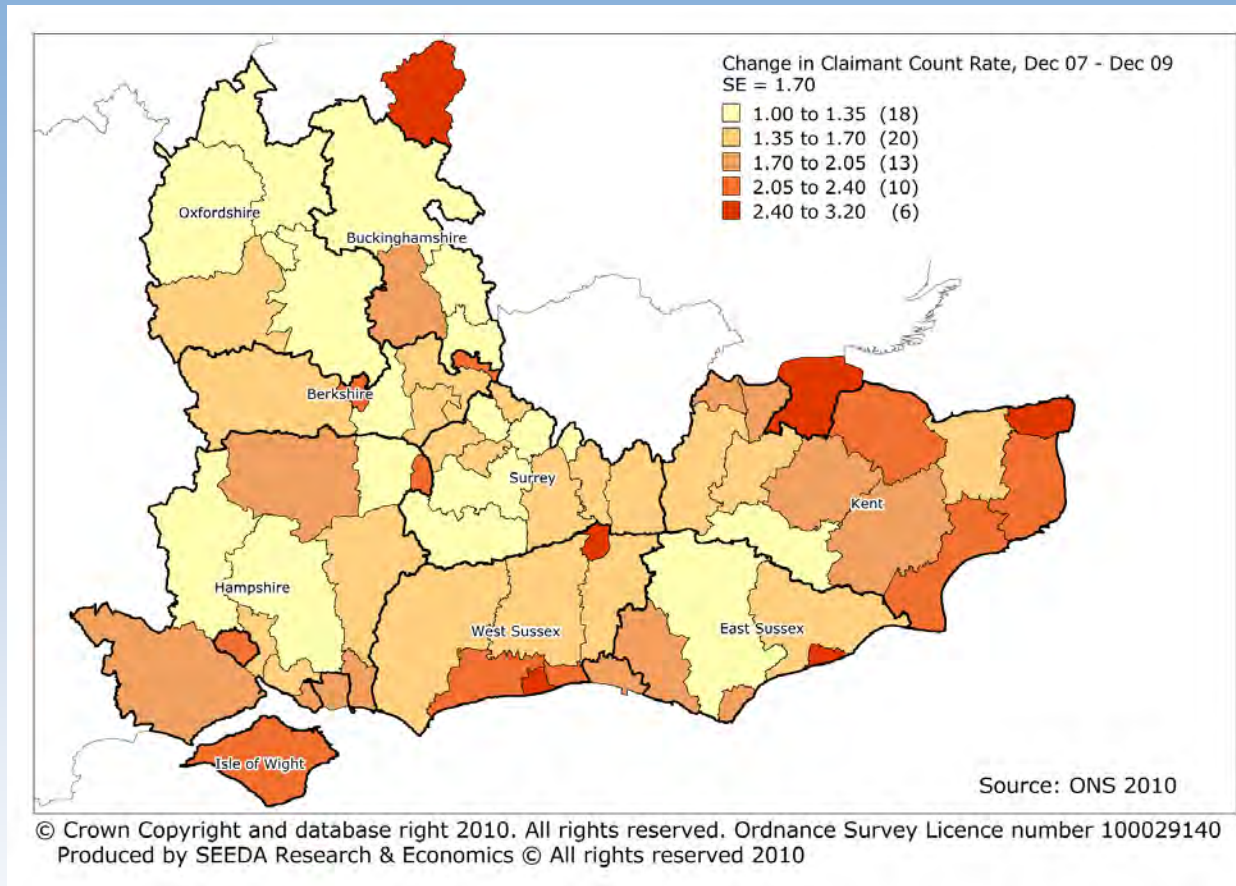 Change in Claimant Count Rate, Dec 07 - Dec 09
SE = 1.70
1.00 to 1.35 (18)
1.35 to 1.70 (20)
1.70 to 2.05 (13)
2.05 to 2.40 (10)
2.40 to 3.20 (6)
Oxfordshire
Buckinghamshire
Berkshire
Surrey
Kent
Hampshire
West Sussex
East Sussex
Isle of Wight
Source: ONS 2010
© Crown Copyright and database right 2010. All rights reserved. Ordnance Survey Licence number 100029140
Produced by SEEDA Research & Economics © All rights reserved 2010